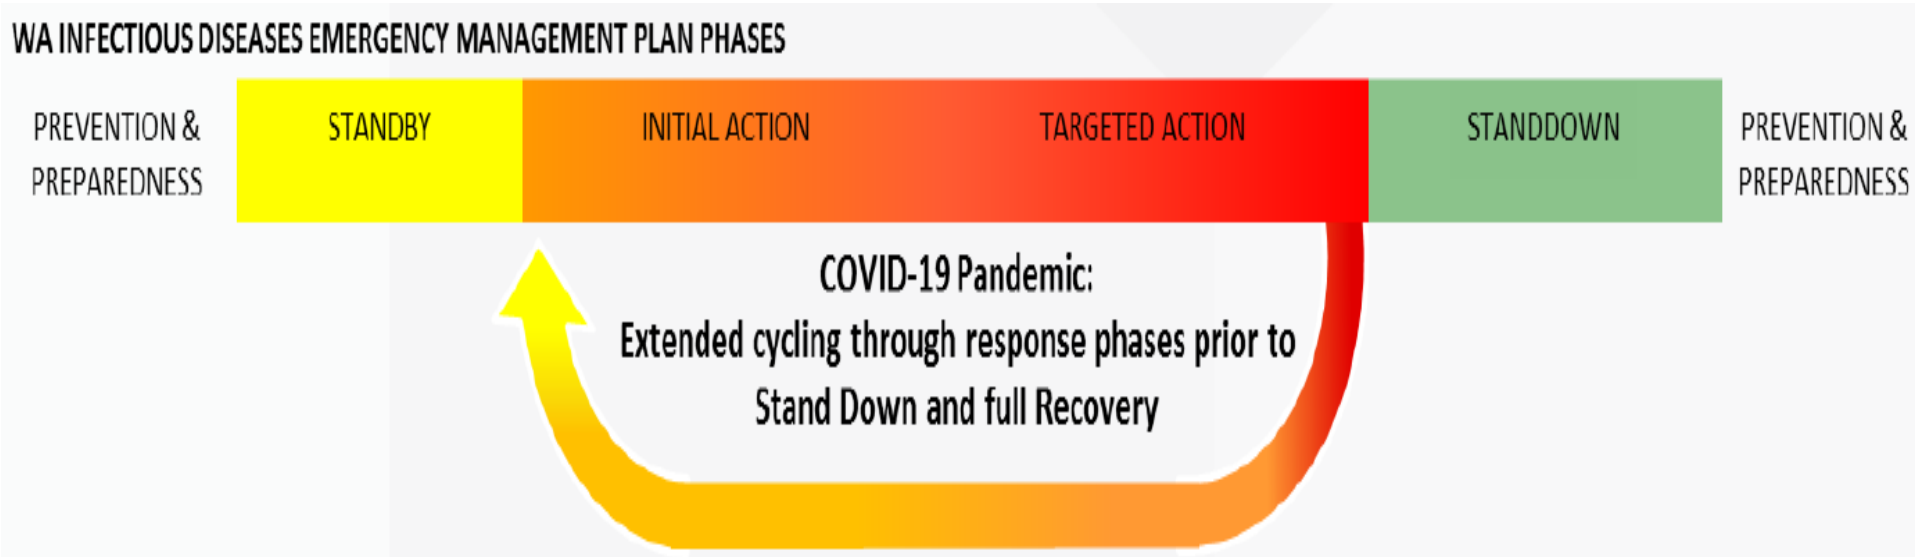 WA INFECTIOUS DISEASES EMERGENCY MANAGEMENT PLAN PHASES
PREVENTION &
PREPAREDNESS
STANDBY
INITIAL ACTION
TARGETED ACTION
STANDDOWN
PREVENTION &
PREPAREDNESS
COVID-19 Pandemic:
Extended cycling through response phases prior to
Stand Down and full Recovery